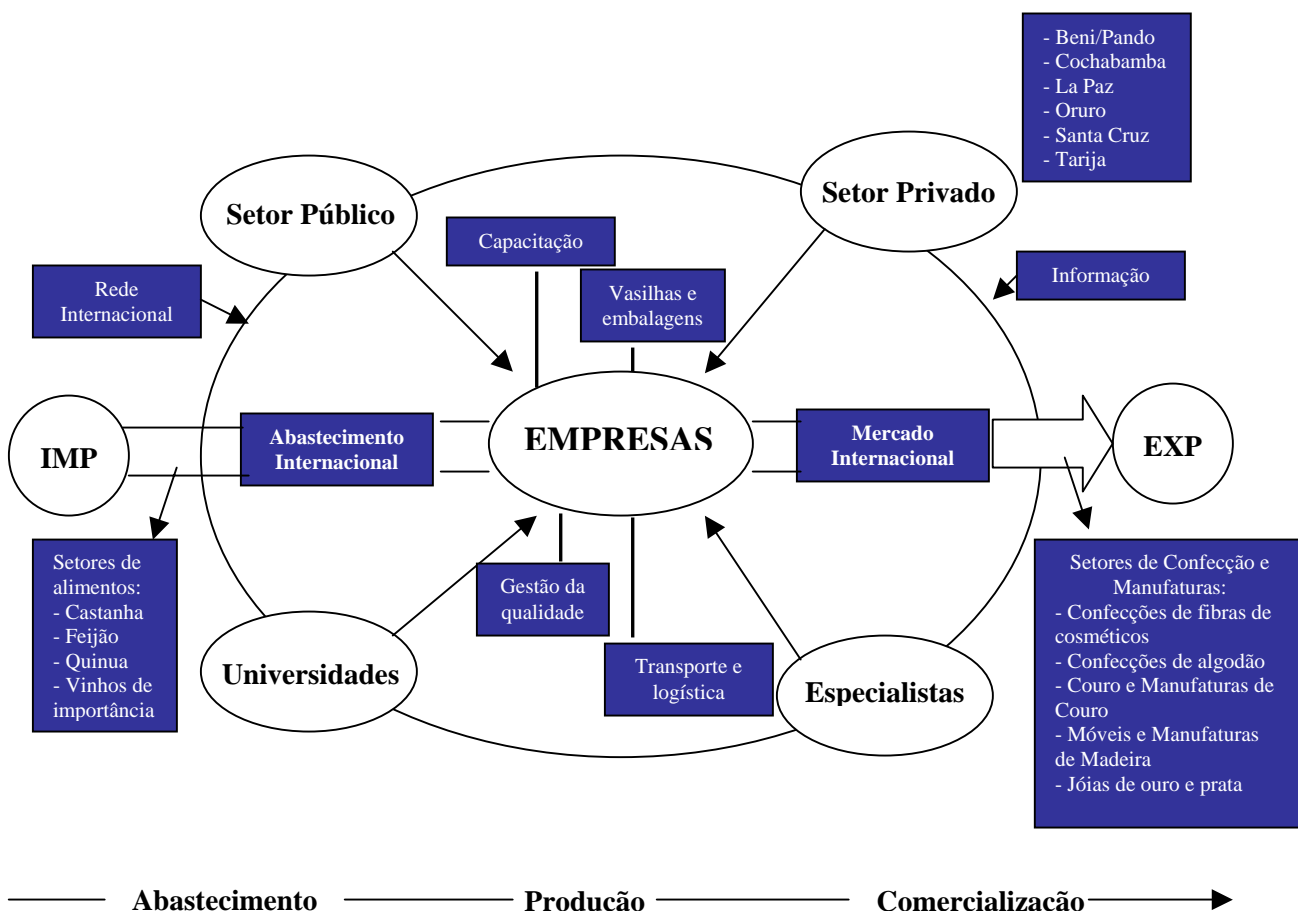 - Beni/Pando
- Cochabamba
- La Paz
- Oruro
- Santa Cruz
- Tarija
Setor Público
Setor Privado
Capacitação
Rede
Internacional
Vasilhas e
embalagens
Informação
IMP
Abastecimento
Internacional
EMPRESAS
Mercado
Internacional
EXP
Setores de
alimentos:
- Castanha
- Feijão
- Quinua
- Vinhos de
importância
Gestão da
qualidade
Setores de Confecção e
Manufaturas:
- Confecções de fibras de
cosméticos
- Confecções de algodão
- Couro e Manufaturas de
Couro
- Móveis e Manufaturas
de Madeira
- Jóias de ouro e prata
Universidades
Transporte e
logística
Especialistas
Abastecimento
Produção
Comercialização